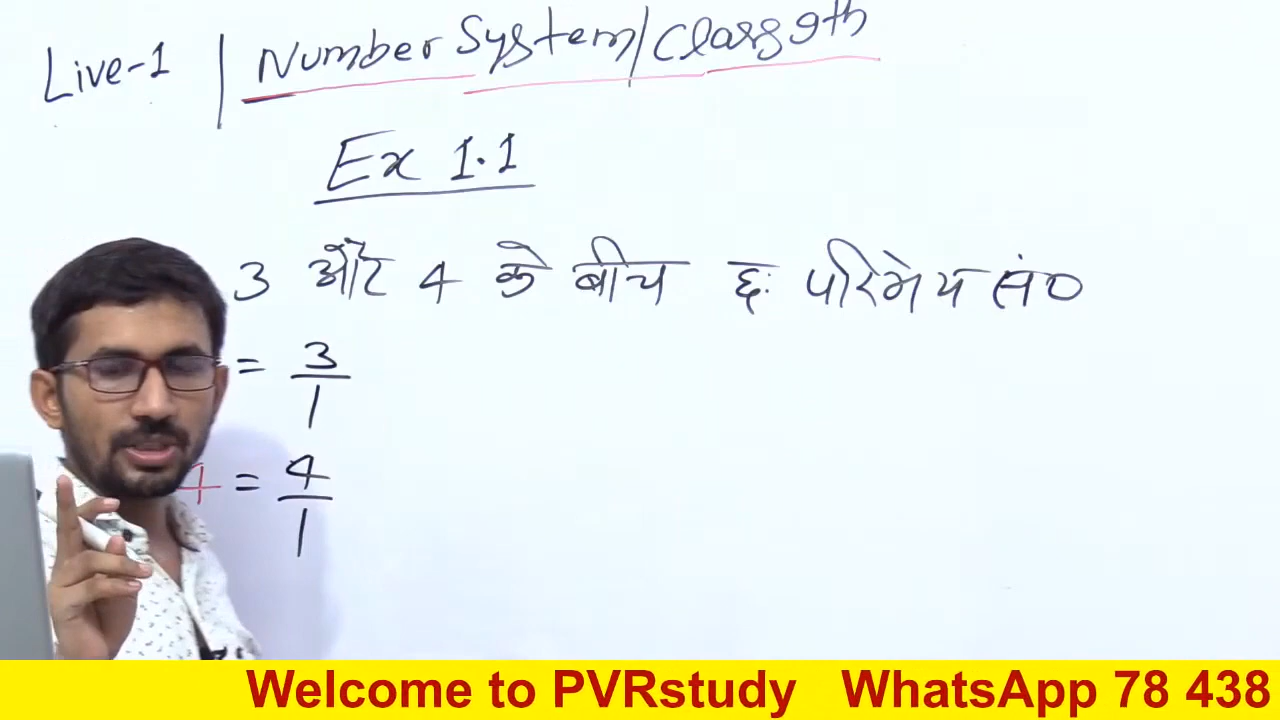 Live-1 | Number System/Class 9th
Ex 1.1
3 और 4 के बीच छः परिमेय सं०
= 3/1
4 = 4/1
Welcome to PVRstudy WhatsApp 78 438